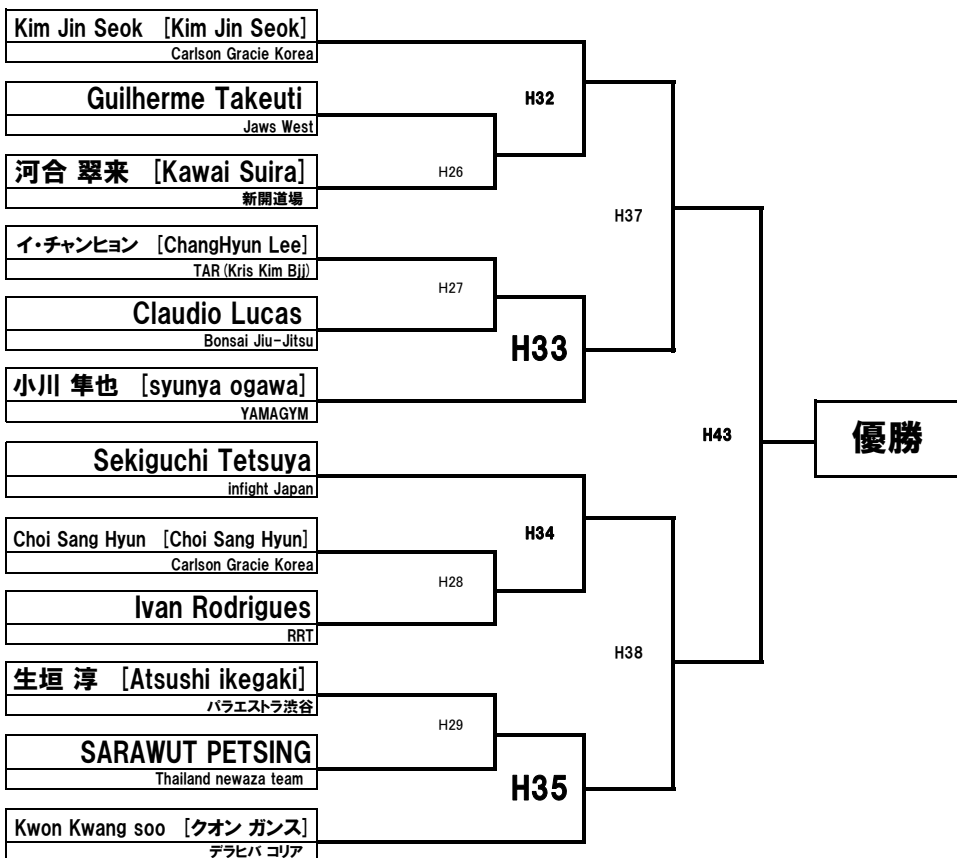 Kim Jin Seok [Kim Jin Seok]
Carlson Gracie Korea
Guilherme Takeuti
Jaws West
河合 翠来 [Kawai Suira]
新開道場
イ・チャンヒョン [ChangHyun Lee]
TAR(Kris Kim Bjj)
Claudio Lucas
Bonsai Jiu-Jitsu
小川 隼也 [syunya ogawa]
YAMAGYM
Sekiguchi Tetsuya
infight Japan
Choi Sang Hyun [Choi Sang Hyun]
Carlson Gracie Korea
Ivan Rodrigues
RRT
生垣 淳 [Atsushi ikegaki]
パラエストラ渋谷
SARAWUT PETSING
Thailand newaza team
Kwon Kwang soo [クオン ガンス]
デラヒバ コリア
H26
H27
H28
H29
H32
H33
H34
H35
H37
H38
H43
優勝